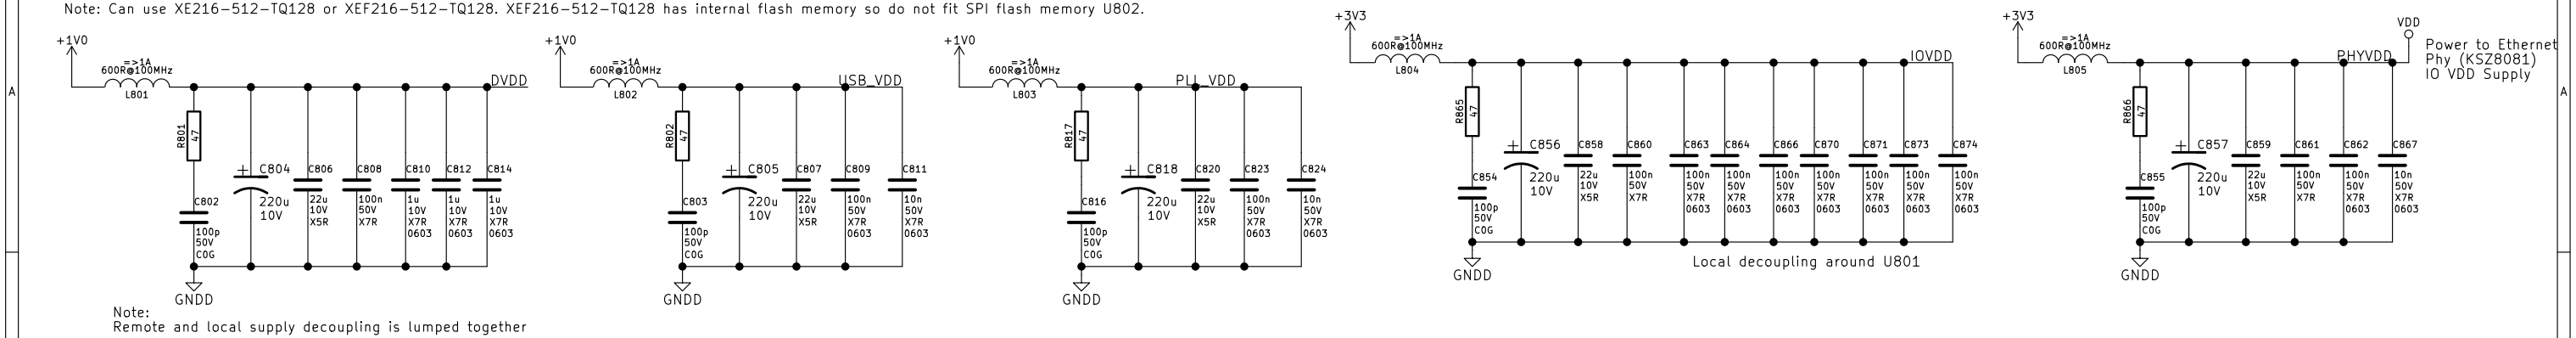 Note: Can use XE216-512-TQ128 or XEF216-512-TQ128. XEF216-512-TQ128 has internal flash memory so do not fit SPI flash memory U802.
A
+1V0
=>1A
600R@100MHz
L801
DVDD
R801
47
C802
100p
50V
C0G
C804
220u
10V
C806
22u
10V
X5R
C808
100n
50V
X7R
C810
1u
10V
X7R
0603
C812
1u
10V
X7R
0603
C814
1u
10V
X7R
0603
GNDD
Note:
Remote and local supply decoupling is lumped together
+1V0
=>1A
600R@100MHz
L802
USB_VDD
R802
47
C803
100p
50V
C0G
C805
220u
10V
C807
22u
10V
X5R
C809
100n
50V
X7R
0603
C811
10n
50V
X7R
0603
GNDD
+1V0
=>1A
600R@100MHz
L803
PLL_VDD
R817
47
C816
100p
50V
C0G
C818
220u
10V
C820
22u
10V
X5R
C823
100n
50V
X7R
0603
C824
10n
50V
X7R
0603
GNDD
+3V3
=>1A
600R@100MHz
L804
IOVDD
R865
47
C854
100p
50V
C0G
C856
220u
10V
C858
22u
10V
X5R
C860
100n
50V
X7R
C863
100n
50V
X7R
0603
C864
100n
50V
X7R
0603
C866
100n
50V
X7R
0603
C870
100n
50V
X7R
0603
C871
100n
50V
X7R
0603
C873
100n
50V
X7R
0603
C874
100n
50V
X7R
0603
GNDD
Local decoupling around U801
+3V3
=>1A
600R@100MHz
L805
PHYVDD
VDD
Power to Ethernet
Phy (KSZ8081)
IO VDD Supply
R866
47
C855
100p
50V
C0G
C857
220u
10V
C859
22u
10V
X5R
C861
100n
50V
X7R
C862
100n
50V
X7R
0603
C867
10n
50V
X7R
0603
GNDD
A